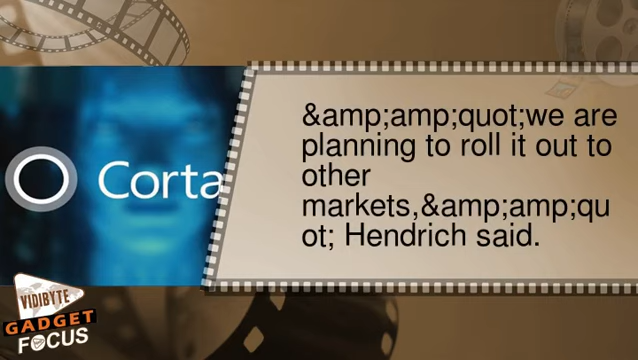 Corta
&amp;amp;quot;we are
planning to roll it out to
other
markets,&amp;amp;qu
ot; Hendrich said.
VIDIBYTE
GADGET
FOCUS